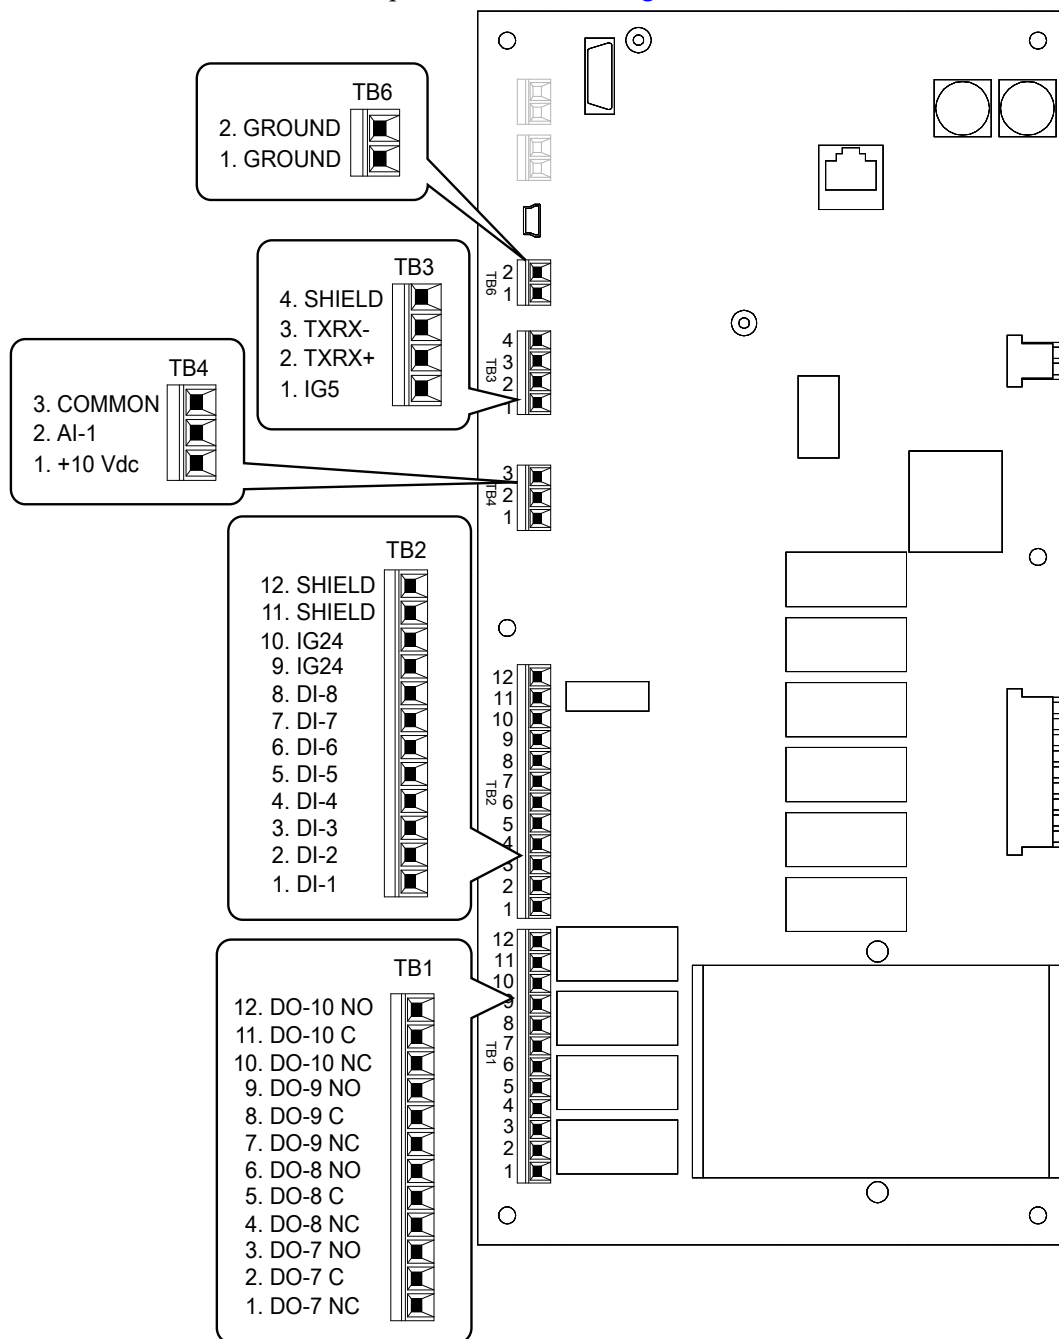 TB6
2. GROUND
1. GROUND
TB3
4. SHIELD
3. TXRX-
2. TXRX+
1. IG5
TB4
3. COMMON
2. AI-1
1. +10 Vdc
TB2
12. SHIELD
11. SHIELD
10. IG24
9. IG24
8. DI-8
7. DI-7
6. DI-6
5. DI-5
4. DI-4
3. DI-3
2. DI-2
1. DI-1
TB1
12. DO-10 NO
11. DO-10 C
10. DO-10 NC
9. DO-9 NO
8. DO-9 C
7. DO-9 NC
6. DO-8 NO
5. DO-8 C
4. DO-8 NC
3. DO-7 NO
2. DO-7 C
1. DO-7 NC
TB6
2
1
TB3
4
3
2
1
TB4
3
2
1
TB2
12
11
10
9
8
7
6
5
4
3
2
1
TB1
12
11
10
9
8
7
6
5
4
3
2
1